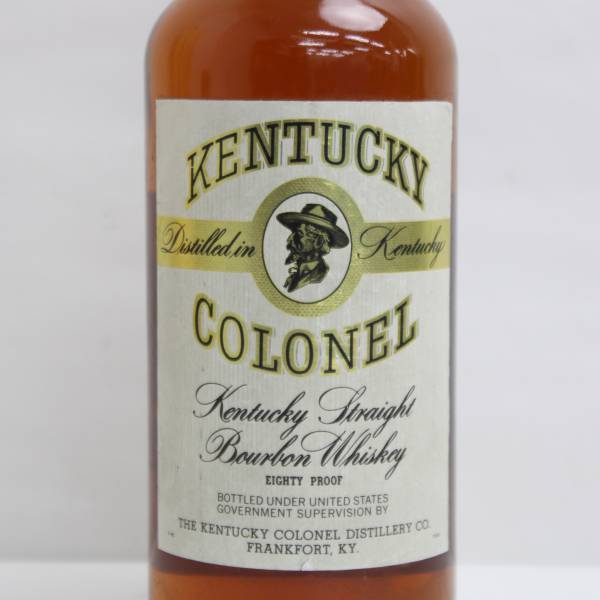 KENTUCKY
Distilled in Kentucky
COLONEL
Kentucky Straight
Bourbon Whiskey
EIGHTY PROOF
BOTTLED UNDER UNITED STATES
GOVERNMENT SUPERVISION BY
THE KENTUCKY COLONEL DISTILLERY CO.
FRANKFORT, KY.